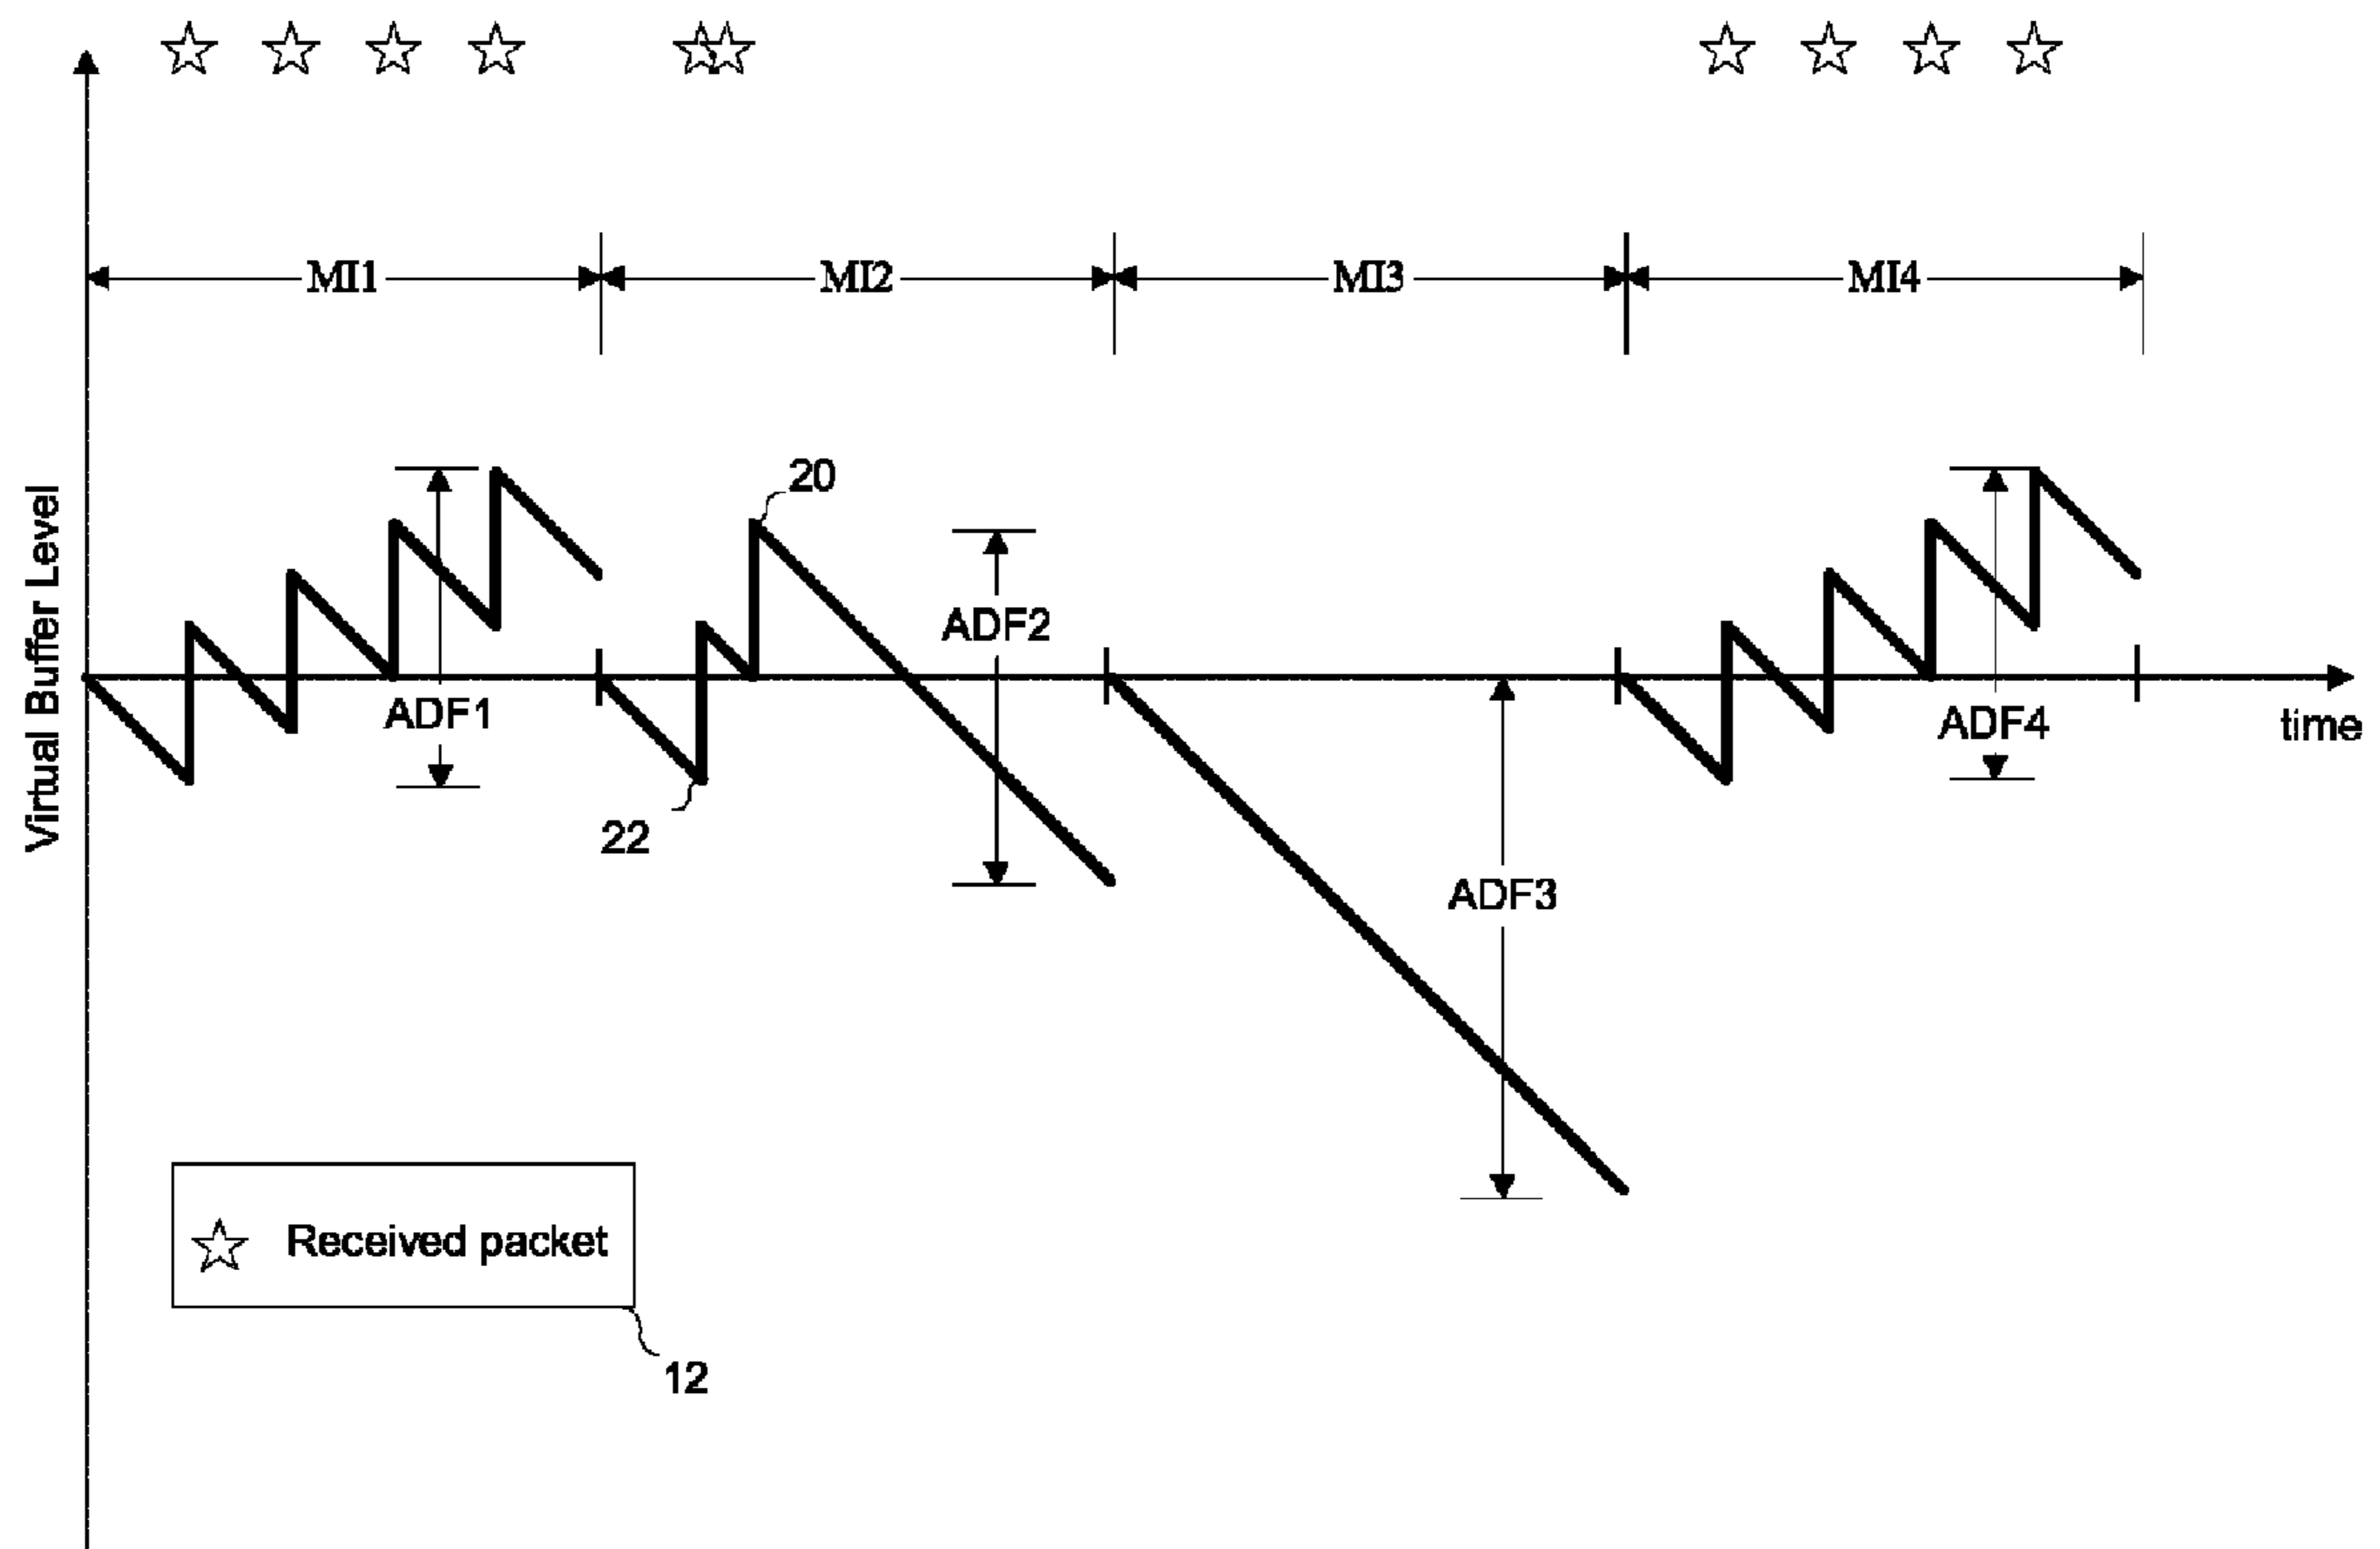 MI1
MI2
MI3
MI4
20
ADF2
ADF1
ADF4
time
Virtual Buffer Level
22
ADF3
Received packet
12